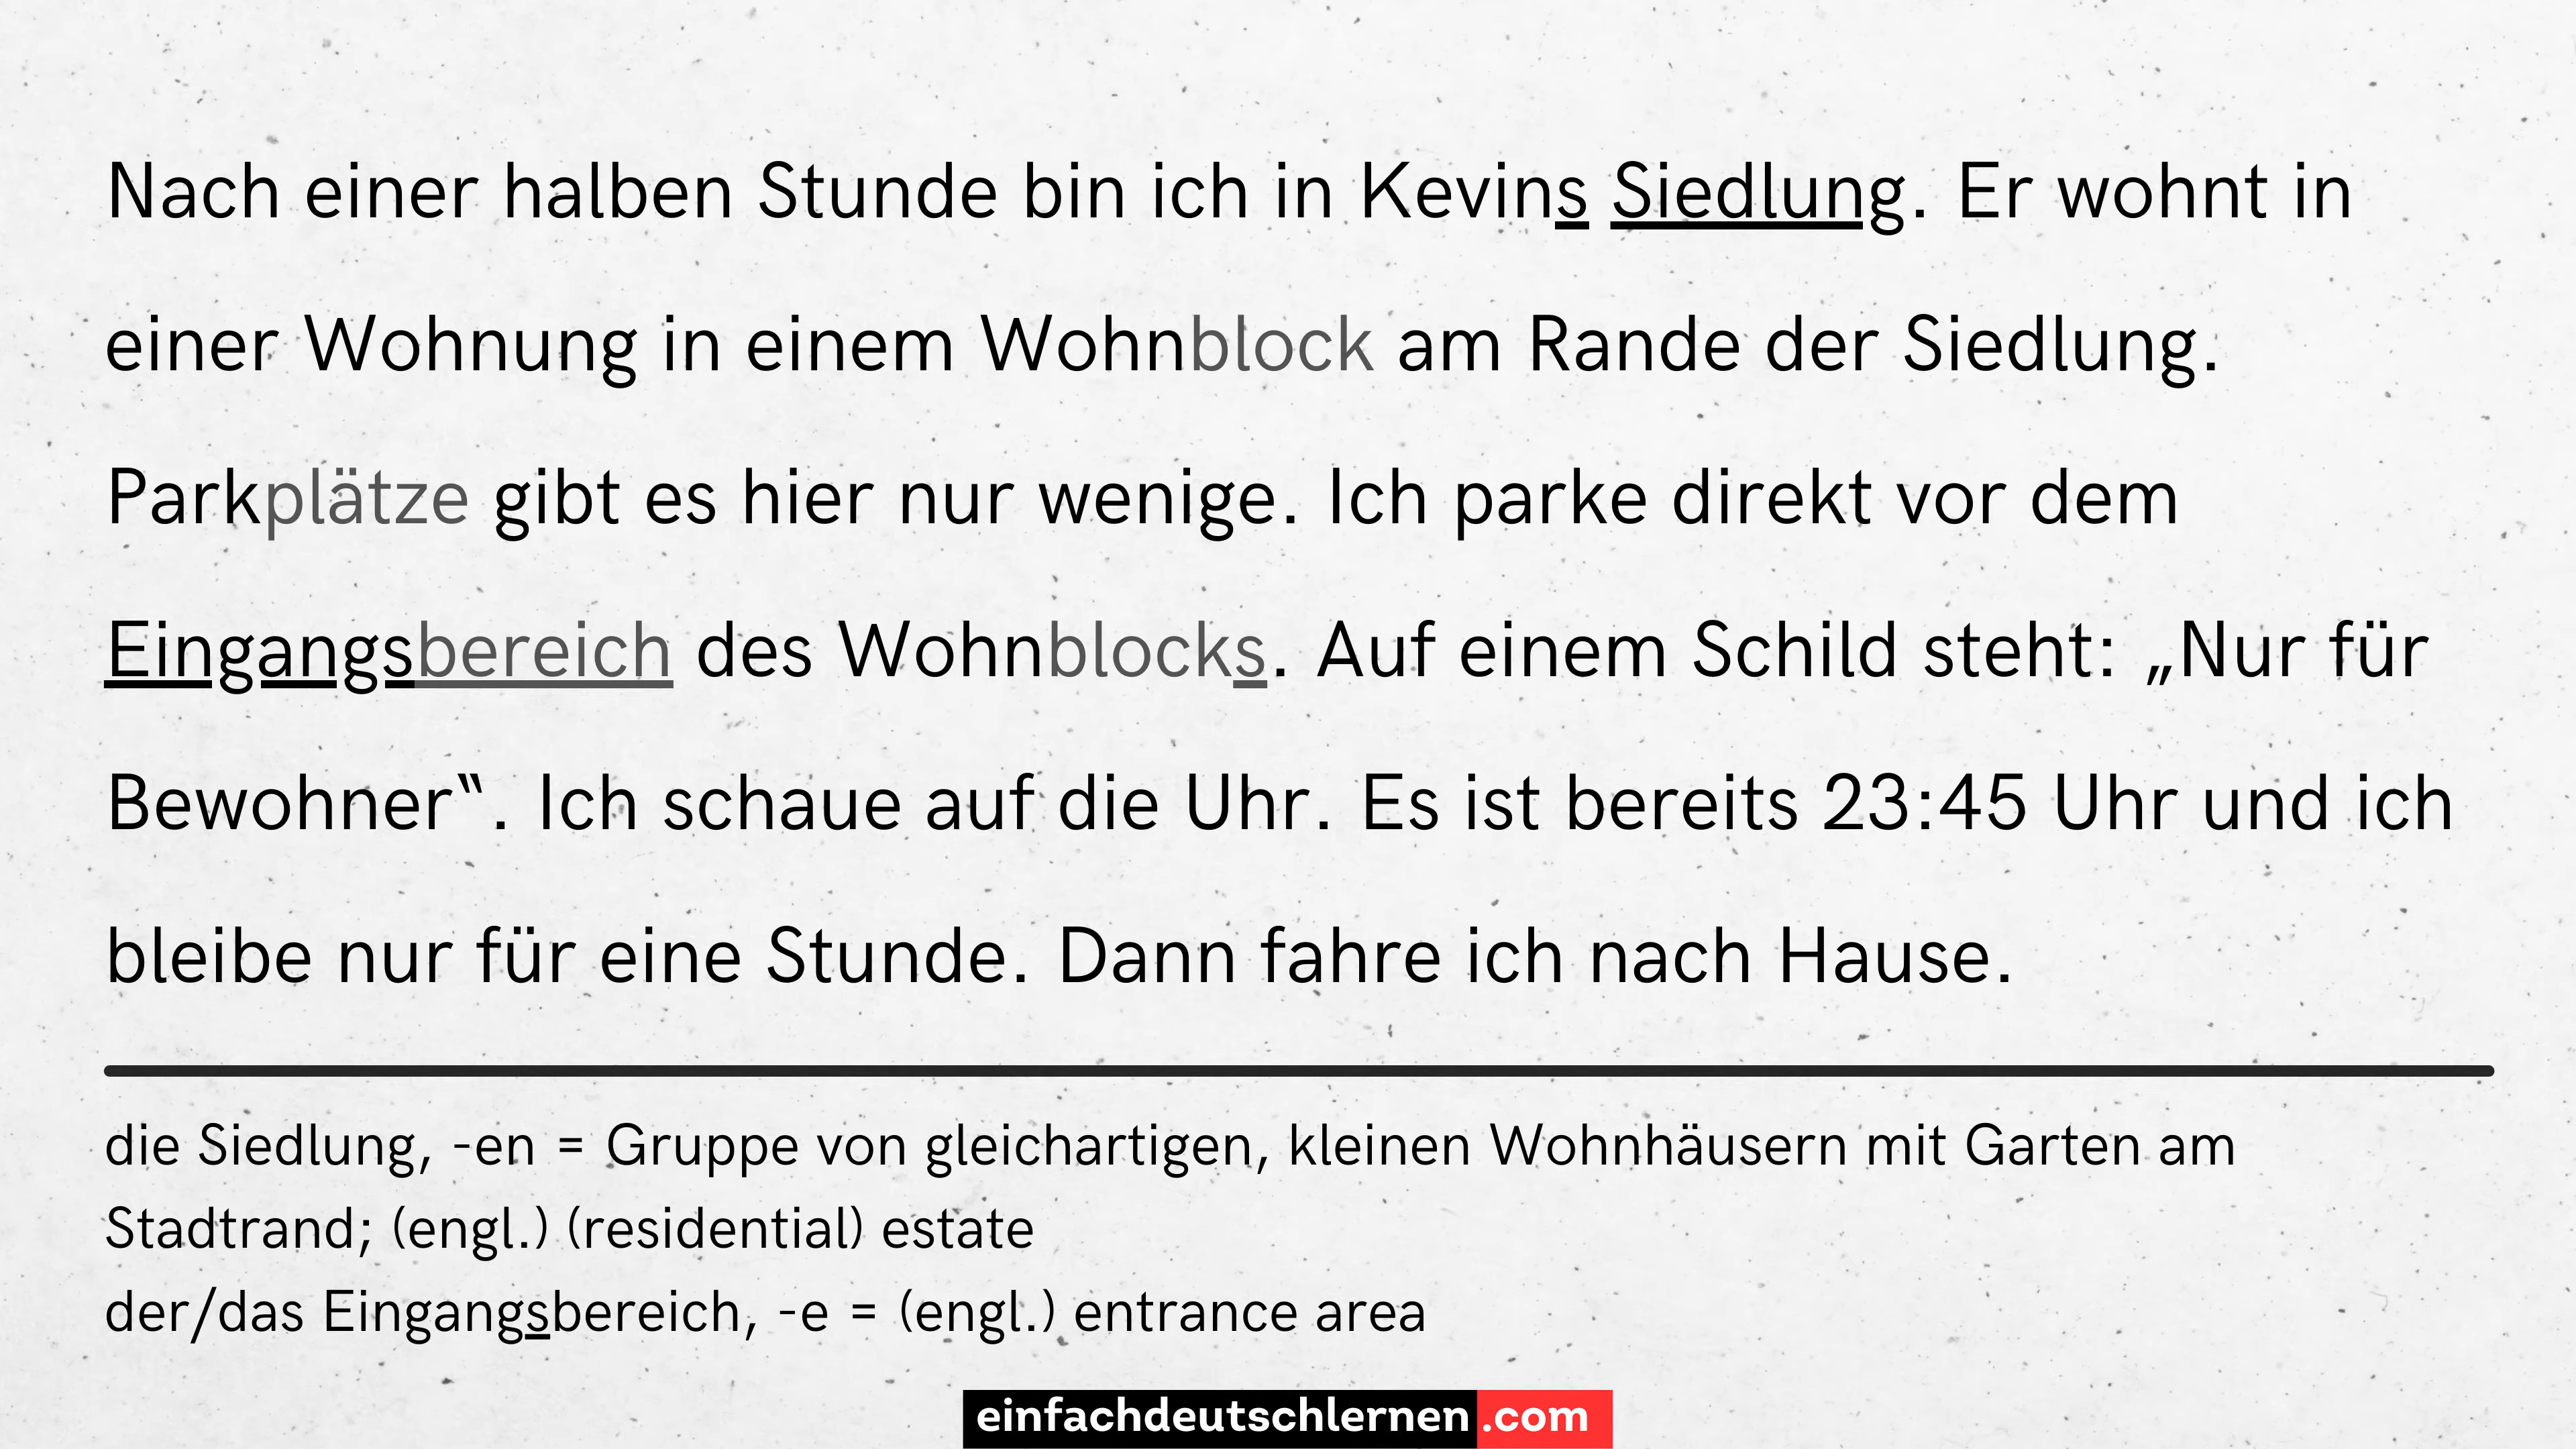 Nach einer halben Stunde bin ich in Kevins Siedlung. Er wohnt in
einer Wohnung in einem Wohnblock am Rande der Siedlung.
Parkplätze gibt es hier nur wenige. Ich parke direkt vor dem
Eingangsbereich des Wohnblocks. Auf einem Schild steht: „Nur für
Bewohner‟. Ich schaue auf die Uhr. Es ist bereits 23:45 Uhr und ich
bleibe nur für eine Stunde. Dann fahre ich nach Hause.
die Siedlung, -en = Gruppe von gleichartigen, kleinen Wohnhäusern mit Garten am
Stadtrand; (engl.) (residential) estate
der/das Eingangsbereich, -e = (engl.) entrance area
einfachdeutschlernen.com